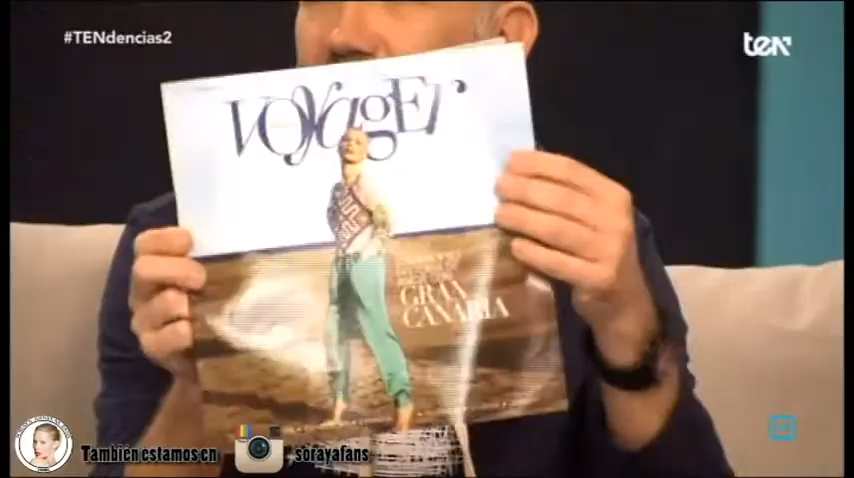 #TENdencias2
ten
VOyagEr
GRAN
CANARIA
También estamos en
sorayafans